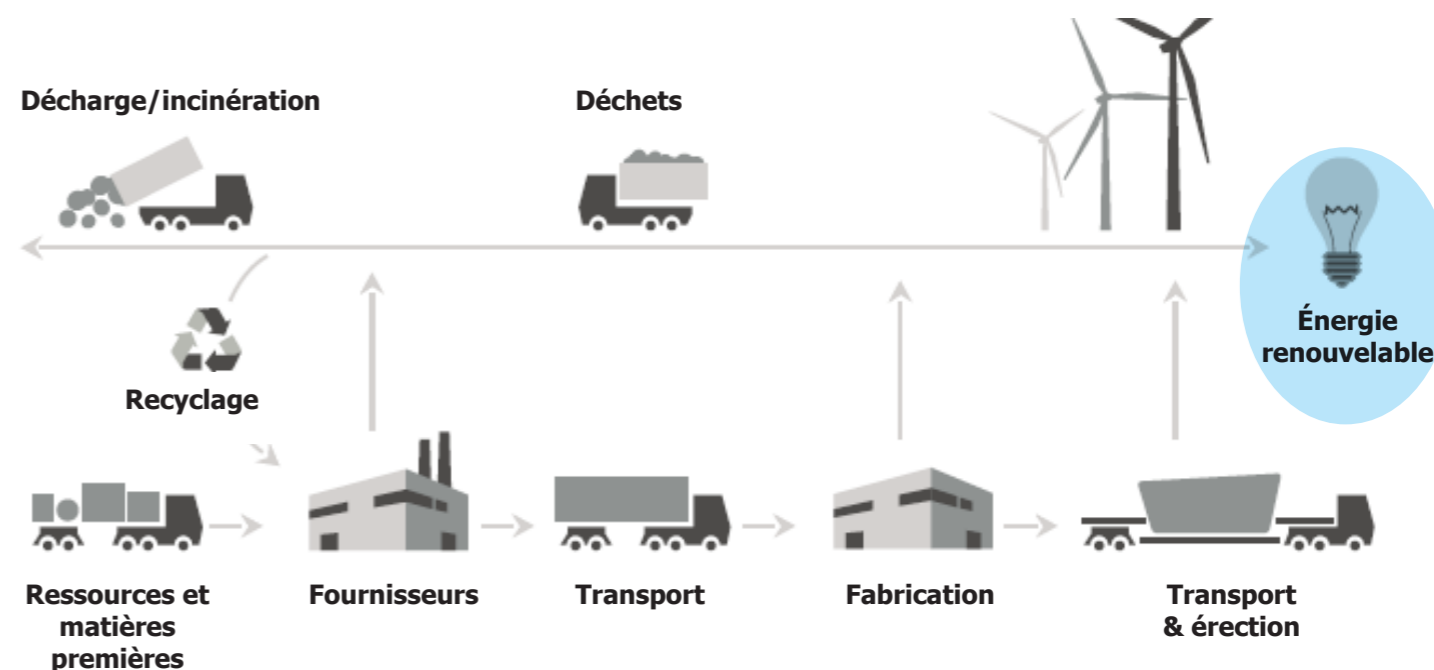 Décharge/incinération
Déchets
Énergie
renouvelable
Recyclage
Ressources et
matières
premières
Fournisseurs
Transport
Fabrication
Transport
& érection